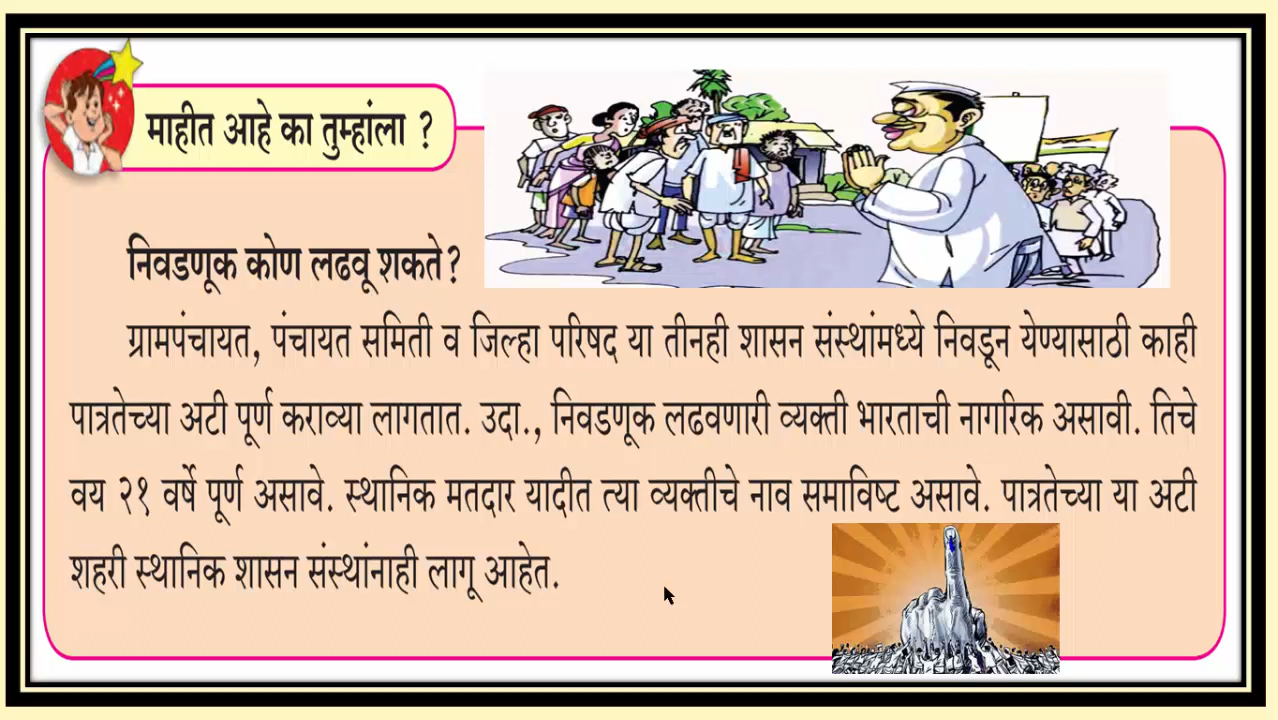 माहीत आहे का तुम्हांला ?
निवडणूक कोण लढवू शकते?
ग्रामपंचायत, पंचायत समिती व जिल्हा परिषद या तीनही शासन संस्थांमध्ये निवडून येण्यासाठी काही
पात्रतेच्या अटी पूर्ण कराव्या लागतात. उदा., निवडणूक लढवणारी व्यक्ती भारताची नागरिक असावी. तिचे
वय २१ वर्षे पूर्ण असावे. स्थानिक मतदार यादीत त्या व्यक्तीचे नाव समाविष्ट असावे. पात्रतेच्या या अटी
शहरी स्थानिक शासन संस्थांनाही लागू आहेत.